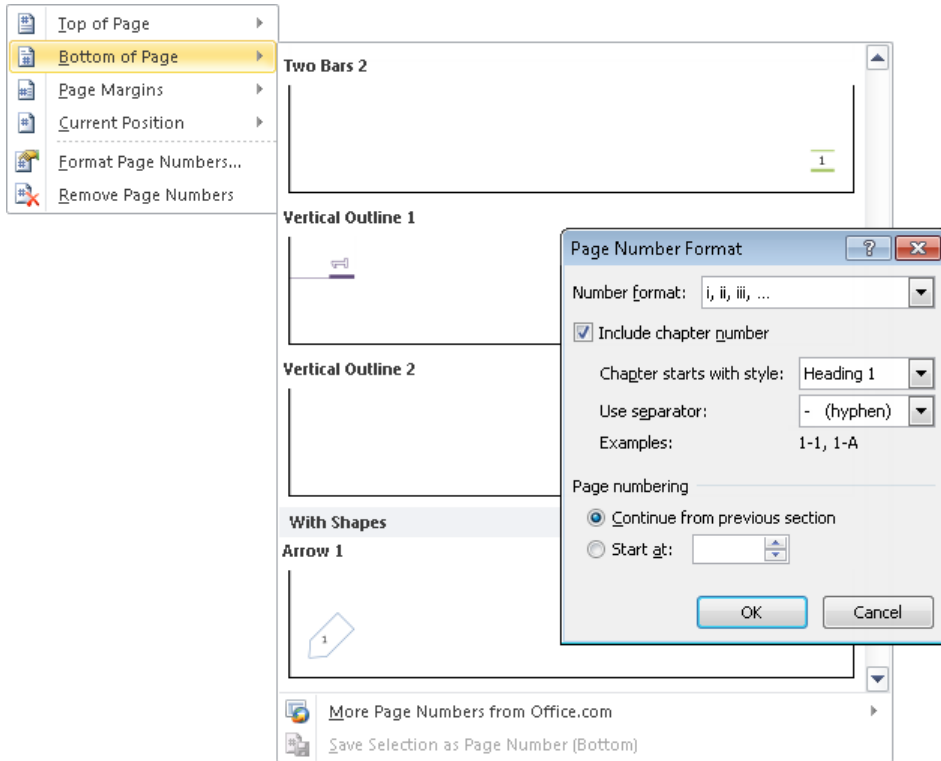 Top of Page
Bottom of Page
Page Margins
Current Position
Format Page Numbers...
Remove Page Numbers
Two Bars 2
1
Vertical Outline 1
1
Vertical Outline 2
With Shapes
Arrow 1
1
More Page Numbers from Office.com
Save Selection as Page Number (Bottom)
Page Number Format
?
Number format: i, ii, iii, ...
Include chapter number
Chapter starts with style: Heading 1
Use separator: - (hyphen)
Examples: 1-1, 1-A
Page numbering
Continue from previous section
Start at:
OK Cancel